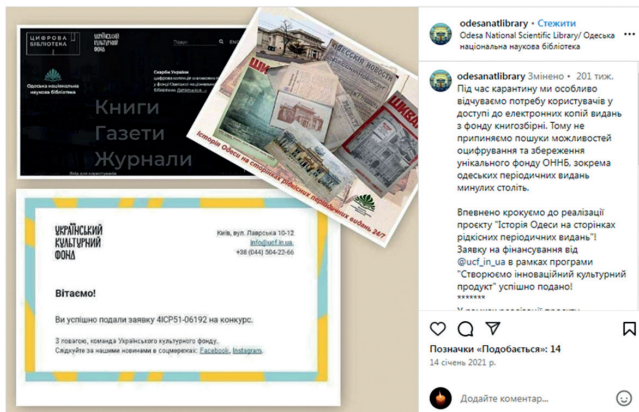 ЦИФРОВА
БІБЛІОТЕКА
УКРАЇНСЬКИЙ
КУЛЬТУРНИЙ
ФОНД
Одеська національна
наукова бібліотека
Скарби України
Книги
Газети
Журнали
ОДЕССКІЯ НОВОСТИ
Історія Одеси на сторінках рідкісних періодичних видань 24/7
УКРАЇНСЬКИЙ
КУЛЬТУРНИЙ
ФОНД
Київ, вул. Лаврська 10-12
info@ucf.in.ua
+38 (044) 504-22-66
Вітаємо!
Ви успішно подали заявку 4ICP51-06192 на конкурс.
З повагою, команда Українського культурного фонду.
Слідкуйте за нашими новинами в соцмережах: Facebook, Instagram.
odesanatlibrary • Стежити
Odesa National Scientific Library/ Одеська
національна наукова бібліотека
odesanatlibrary Змінено • 201 тиж.
Під час карантину ми особливо
відчуваємо потребу користувачів у
доступі до електронних копій видань
з фонду книгозбірні. Тому не
припиняємо пошуки можливостей
оцифрування та збереження
унікального фонду ОННБ, зокрема
одеських періодичних видань
минулих століть.
Впевнено крокуємо до реалізації
проєкту "Історія Одеси на сторінках
рідкісних періодичних видань"!
Заявку на фінансування від
@ucf_in_ua в рамках програми
"Створюємо інноваційний культурний
продукт" успішно подано!
*******
Позначки «Подобається»: 14
14 січень 2021 р.
Додайте коментар...